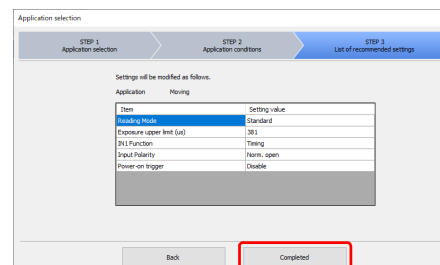 Application selection
STEP 1
Application selection
STEP 2
Application conditions
STEP 3
List of recommended settings
Settings will be modified as follows.
Application Moving
Item Setting value
Reading Mode Standard
Exposure upper limit (us) 381
IN1 Function Timing
Input Polarity Norm. open
Power-on trigger Disable
Back Completed